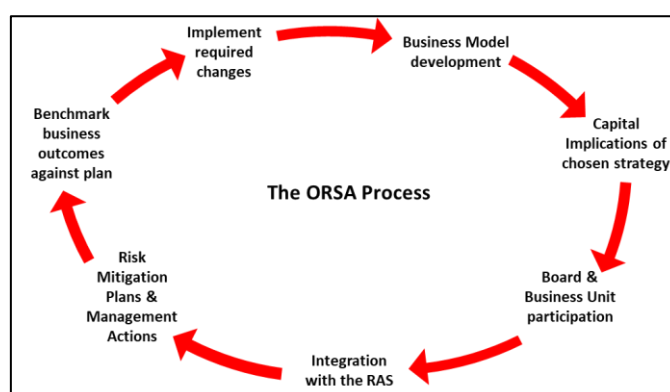 The ORSA Process
Implement
required
changes
Business Model
development
Capital
Implications of
chosen strategy
Board &
Business Unit
participation
Integration
with the RAS
Risk
Mitigation
Plans &
Management
Actions
Benchmark
business
outcomes
against plan